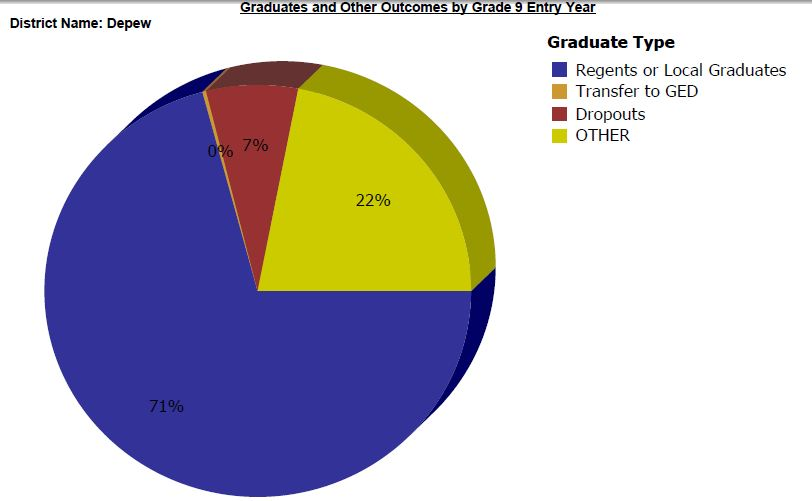 Graduates and Other Outcomes by Grade 9 Entry Year
District Name: Depew
Graduate Type
Regents or Local Graduates
Transfer to GED
Dropouts
OTHER
0%
7%
22%
71%